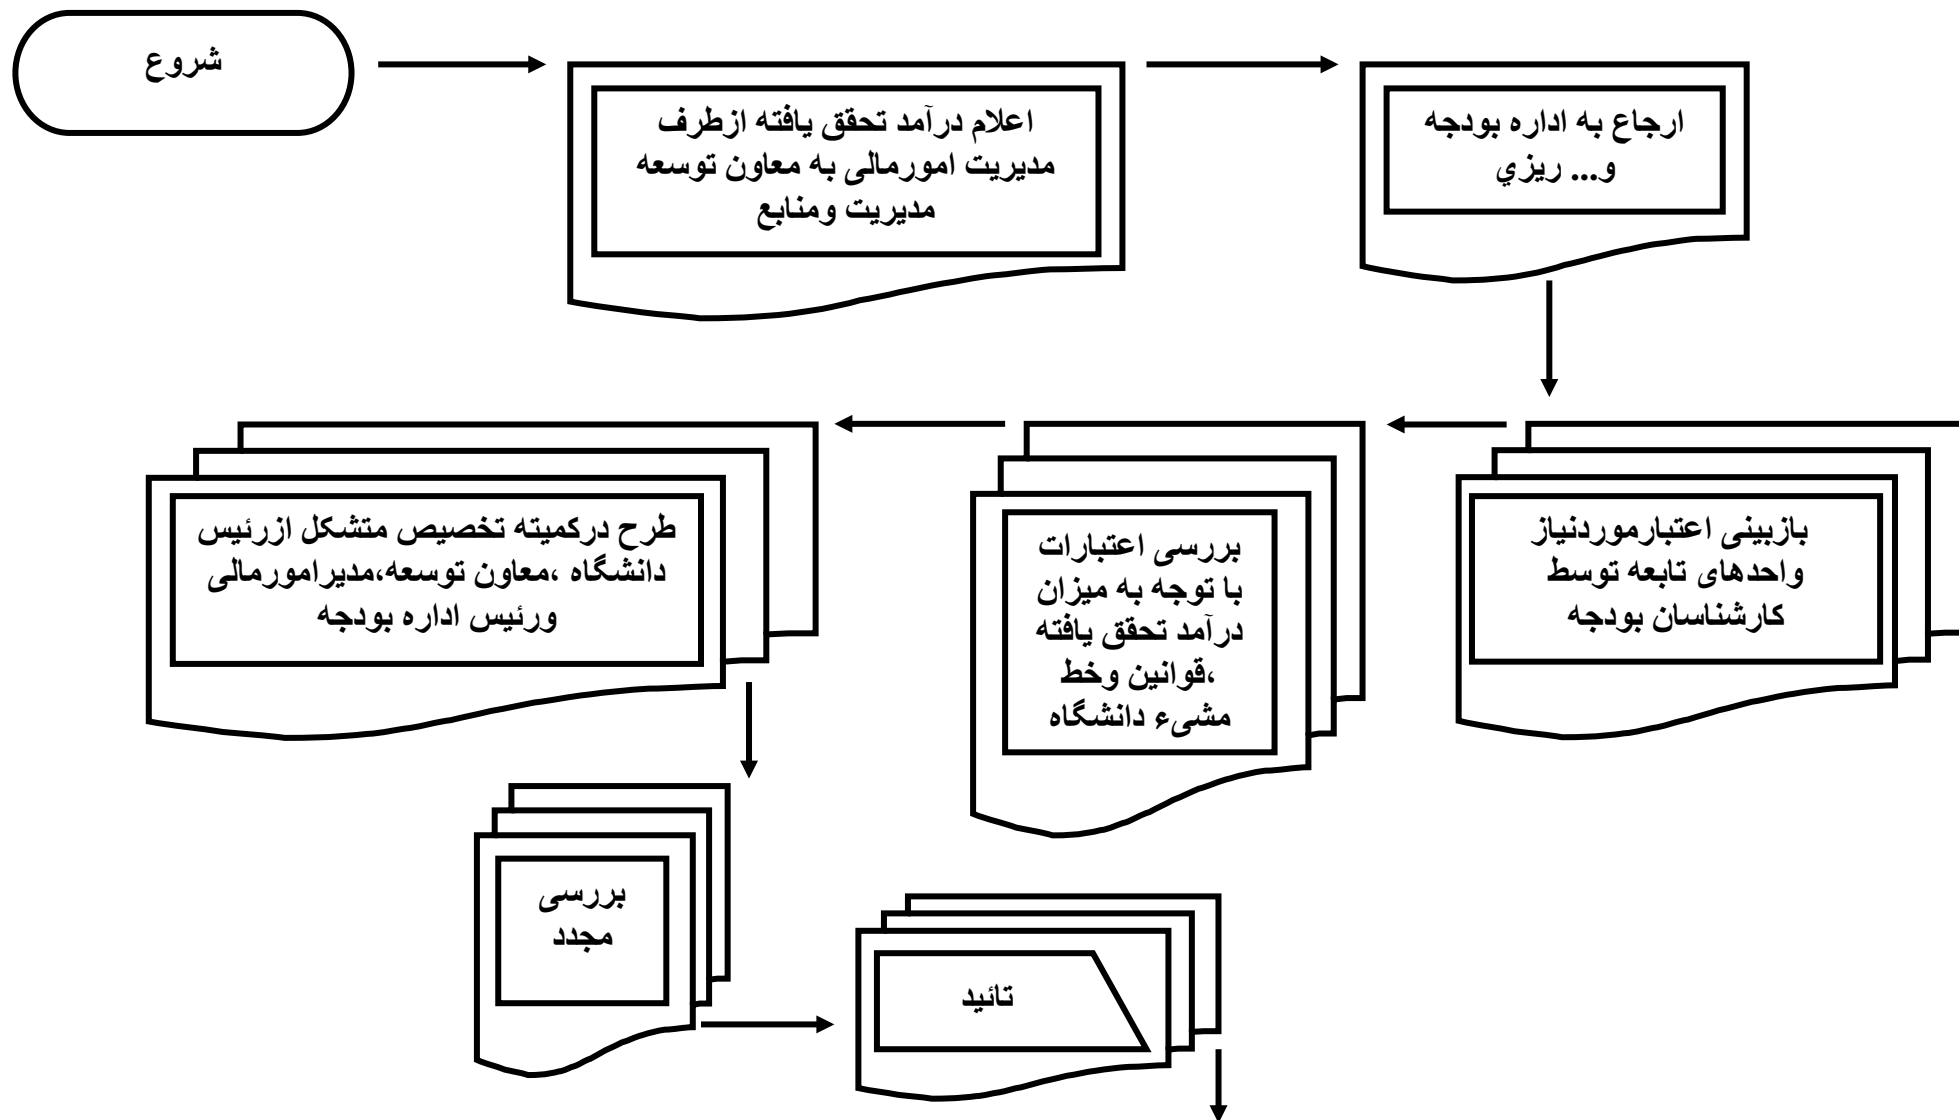 شروع
اعلام درآمد تحقق یافته ازطرف
مدیریت امورمالی به معاون توسعه
مدیریت ومنابع
ارجاع به اداره بودجه
و... ریزي
بازبینی اعتبارموردنیاز
واحدهای تابعه توسط
کارشناسان بودجه
بررسی اعتبارات
با توجه به میزان
درآمد تحقق یافته
،قوانین وخط
مشیء دانشگاه
طرح درکمیته تخصیص متشکل ازرئیس
دانشگاه ،معاون توسعه،مدیرامورمالی
ورئیس اداره بودجه
بررسی
مجدد
تائید